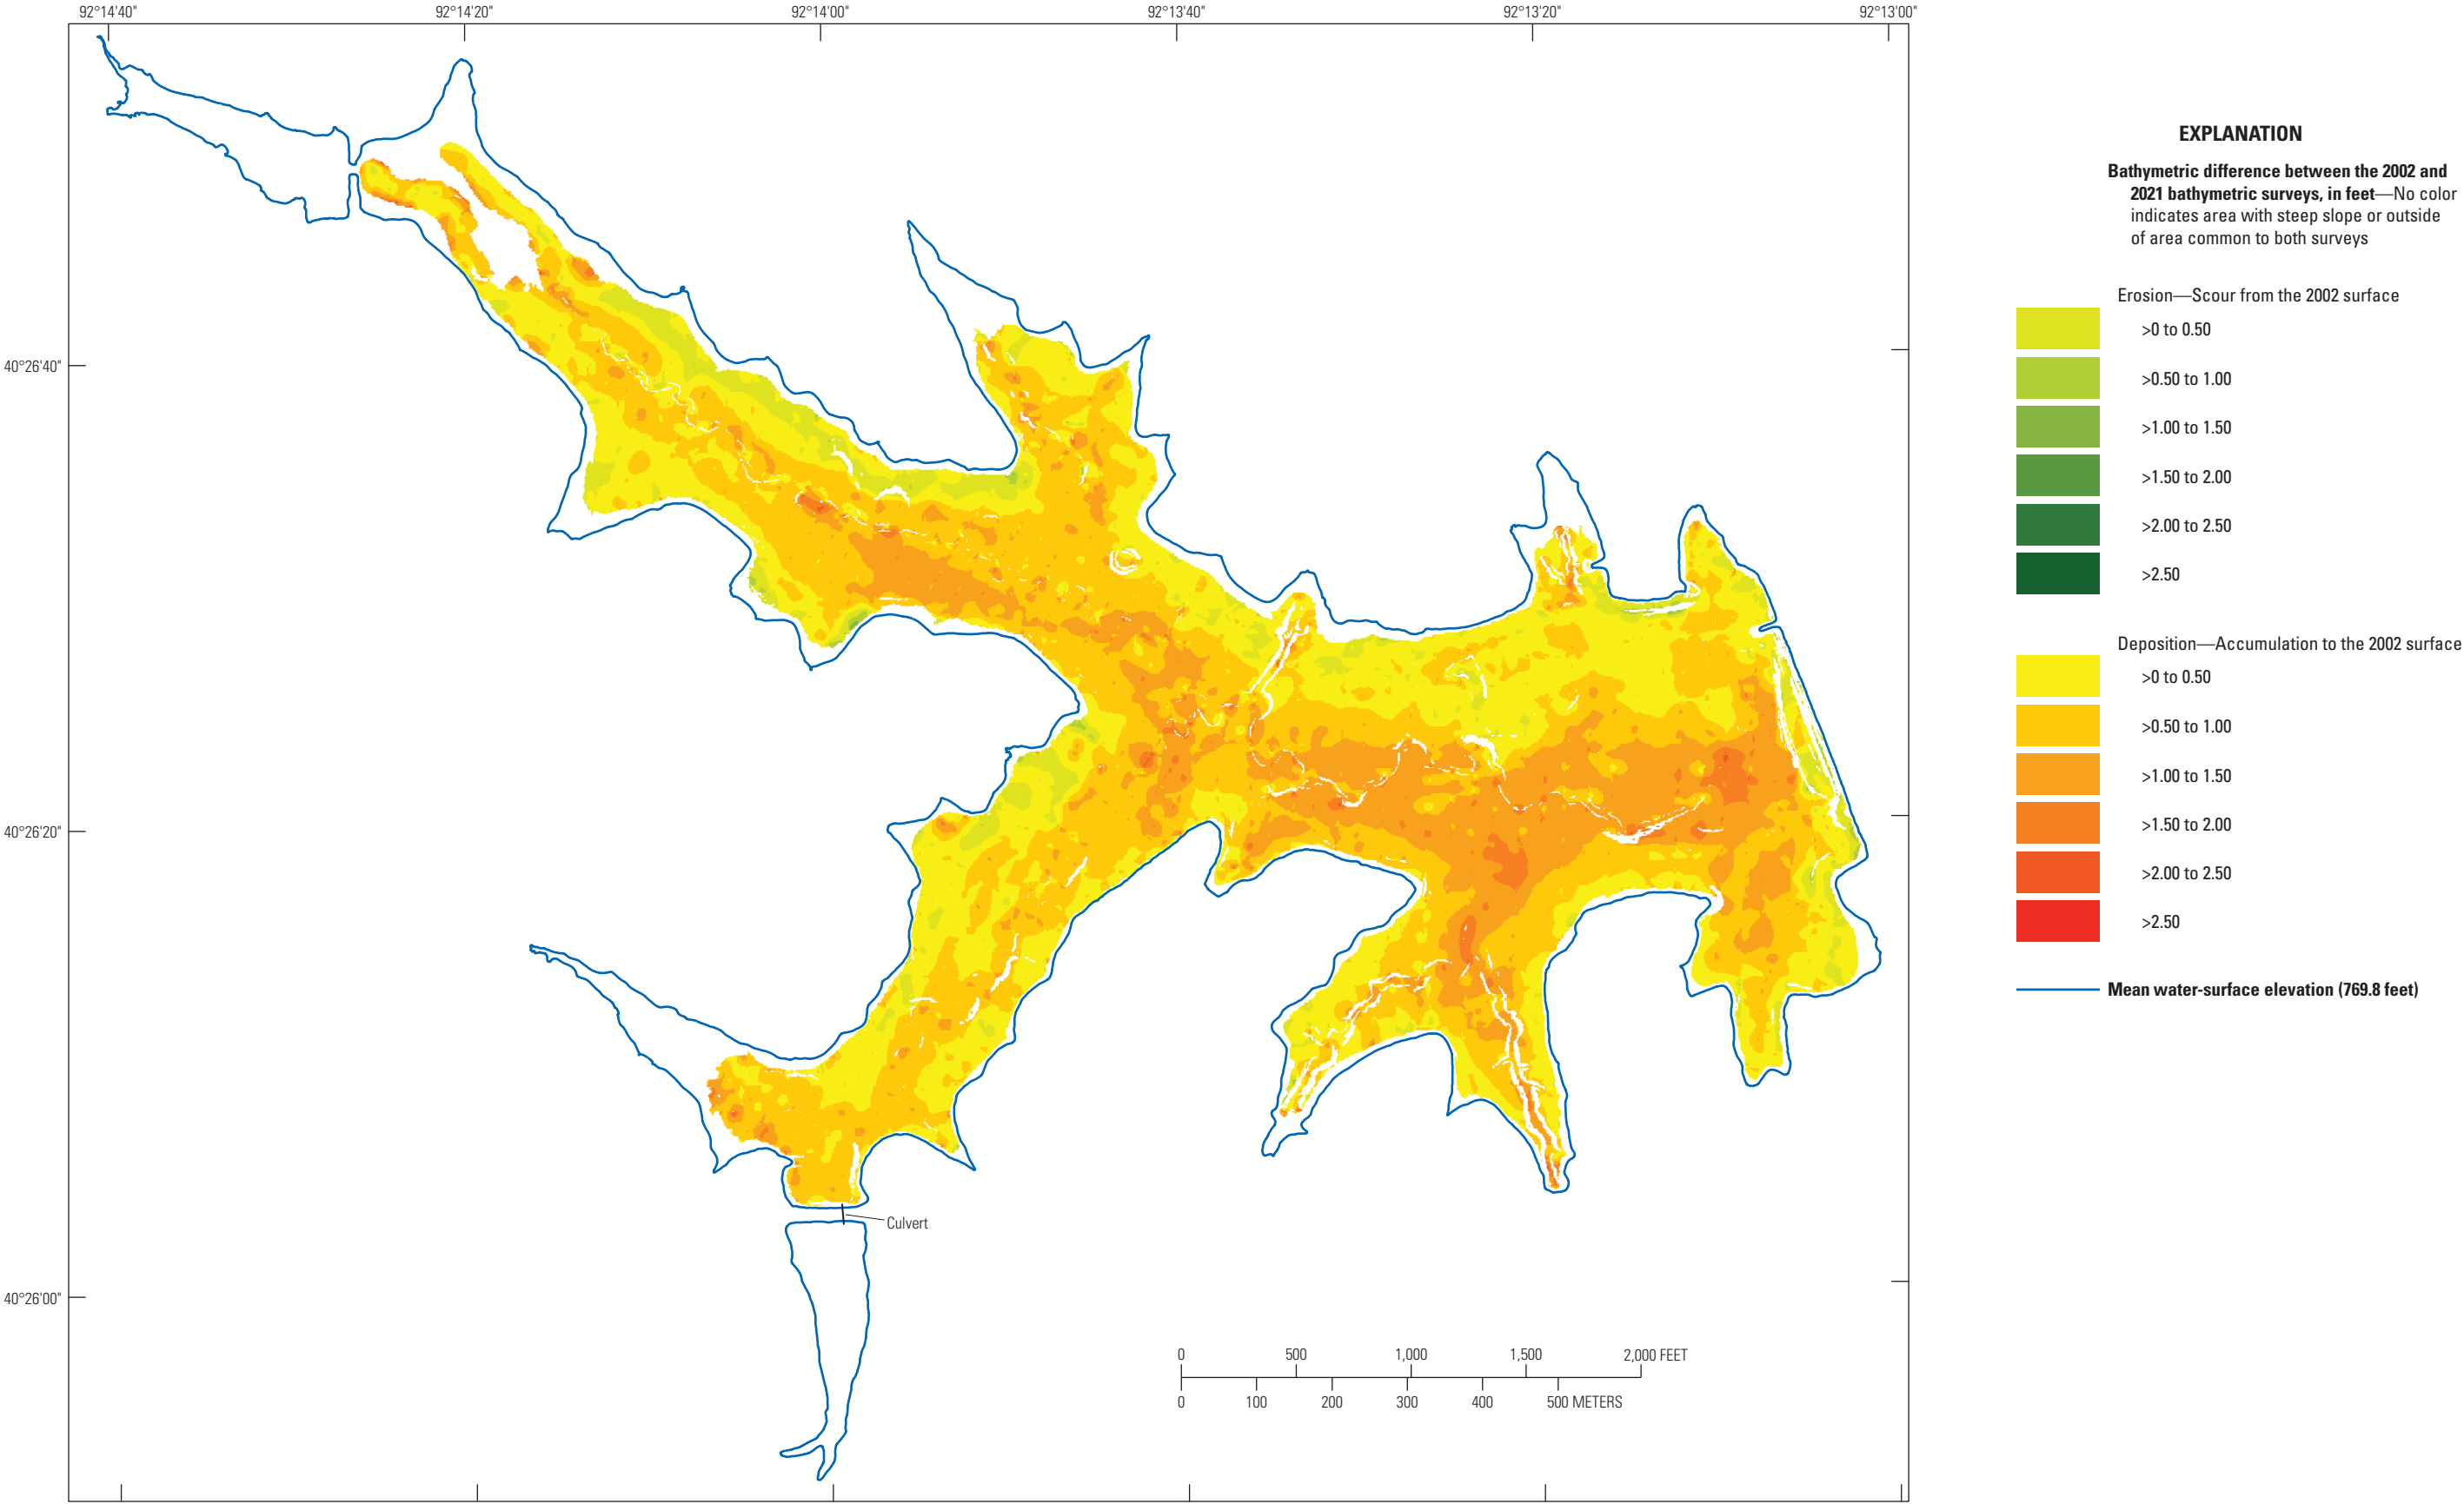 92°14'40" 92°14'20" 92°14'00" 92°13'40" 92°13'20" 92°13'00"
40°26'40"
40°26'20"
40°26'00"
Culvert
0 500 1,000 1,500 2,000 FEET
0 100 200 300 400 500 METERS
EXPLANATION
Bathymetric difference between the 2002 and
2021 bathymetric surveys, in feet—No color
indicates area with steep slope or outside
of area common to both surveys
Erosion—Scour from the 2002 surface
>0 to 0.50
>0.50 to 1.00
>1.00 to 1.50
>1.50 to 2.00
>2.00 to 2.50
>2.50
Deposition—Accumulation to the 2002 surface
>0 to 0.50
>0.50 to 1.00
>1.00 to 1.50
>1.50 to 2.00
>2.00 to 2.50
>2.50
Mean water-surface elevation (769.8 feet)